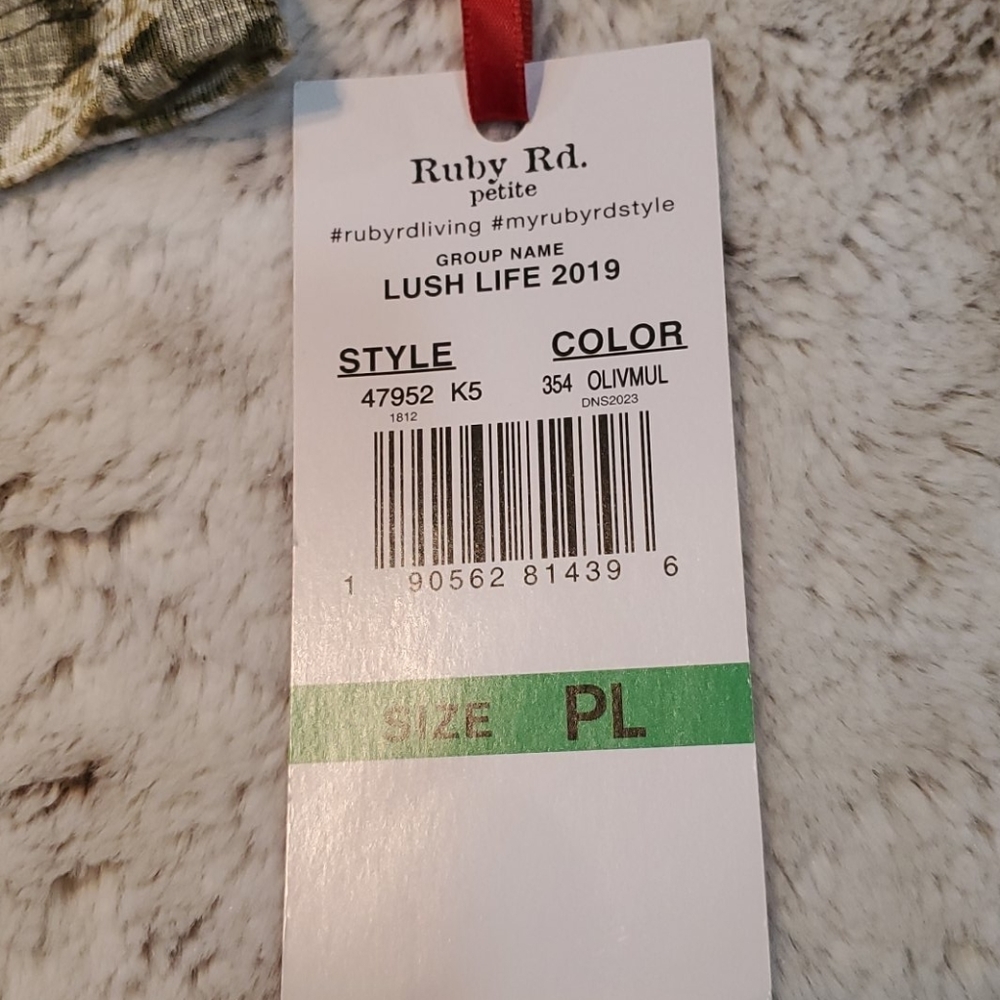 Ruby Rd.
petite
#rubyrdliving #myrubyrdstyle
GROUP NAME
LUSH LIFE 2019
STYLE COLOR
47952 K5 354 OLIVMUL
1812 DNS2023
1 90562 81439 6
SIZE PL